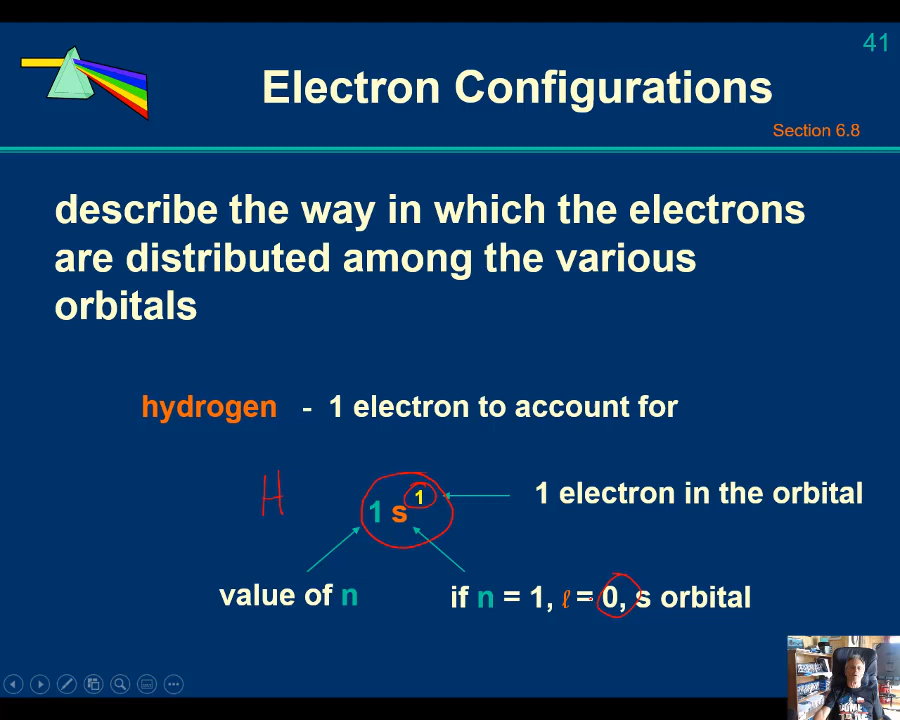 41
Electron Configurations
Section 6.8
describe the way in which the electrons
are distributed among the various
orbitals
hydrogen - 1 electron to account for
H
1 s 1
1 electron in the orbital
value of n
if n = 1, ℓ = 0, s orbital